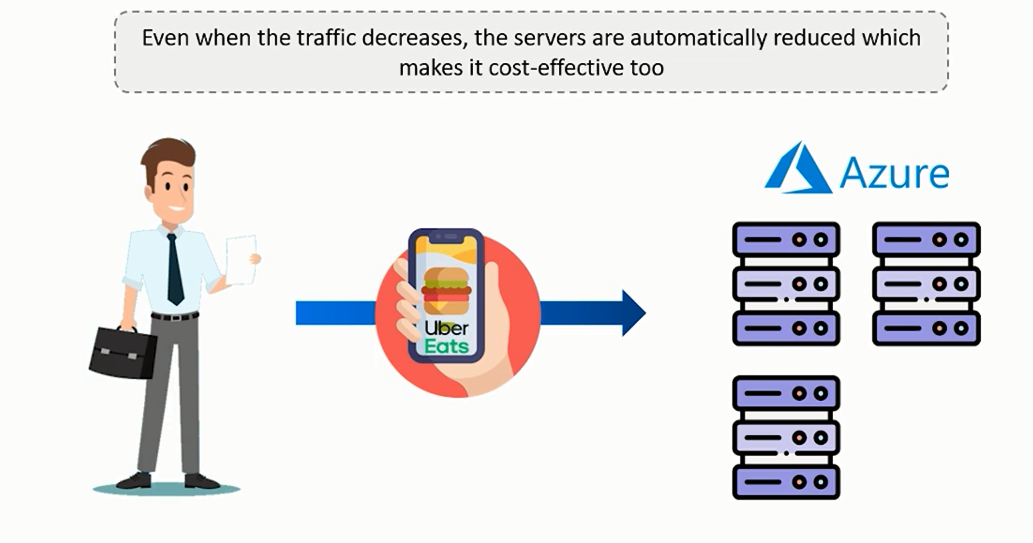 Even when the traffic decreases, the servers are automatically reduced which
makes it cost-effective too
Azure
Uber
Eats